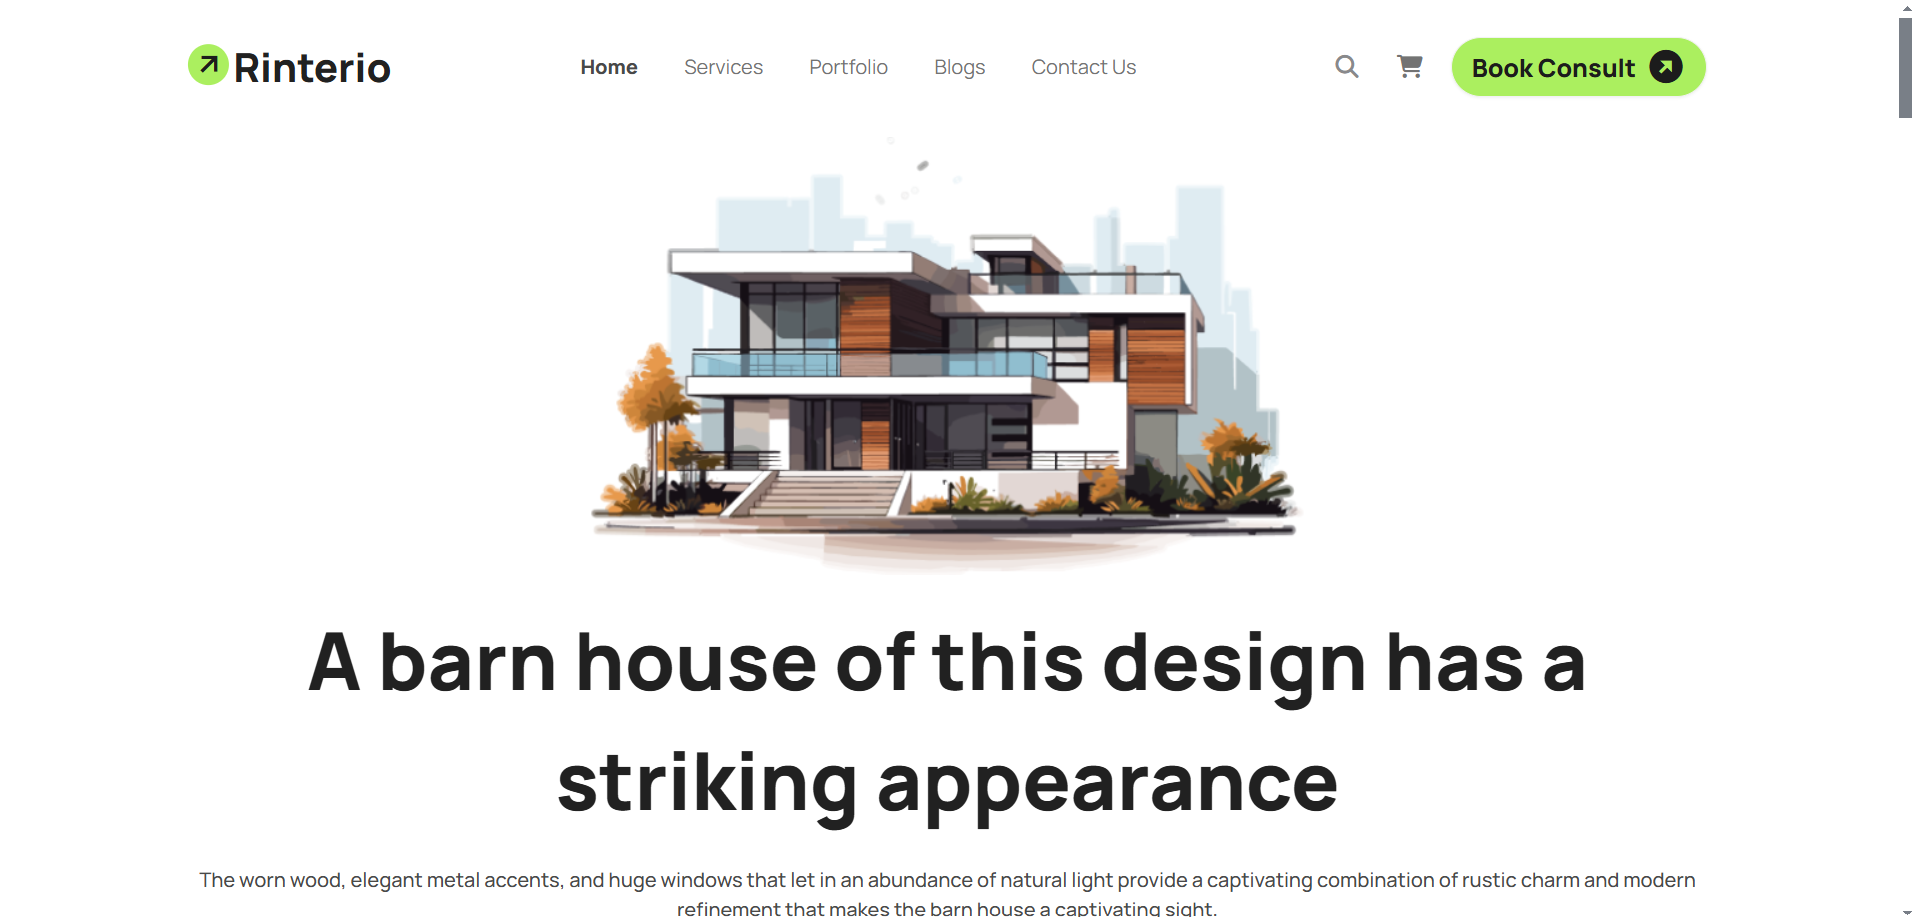 Rinterio
Home
Services
Portfolio
Blogs
Contact Us
Book Consult
A barn house of this design has a
striking appearance
The worn wood, elegant metal accents, and huge windows that let in an abundance of natural light provide a captivating combination of rustic charm and modern
refinement that makes the barn house a captivating sight.